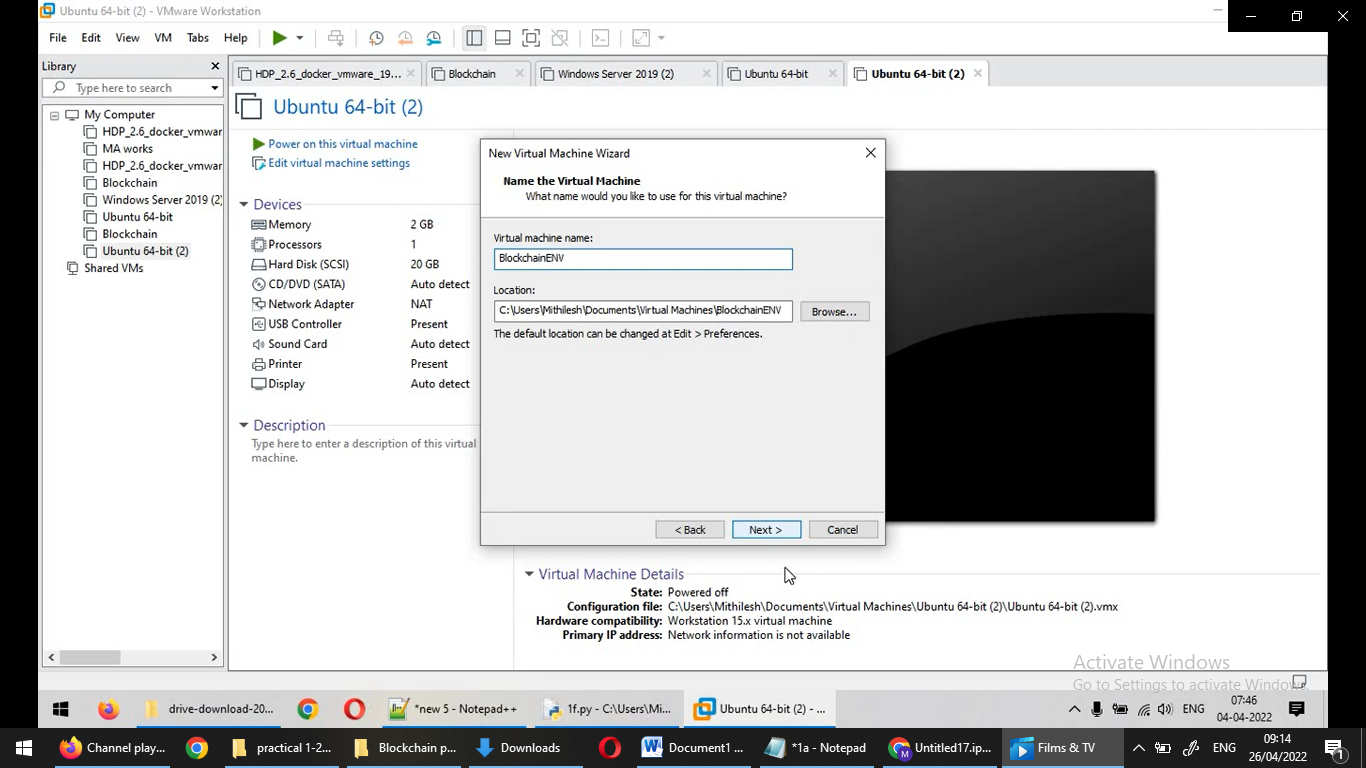 Ubuntu 64-bit (2) - VMware Workstation
File Edit View VM Tabs Help
Library
Type here to search
My Computer
HDP_2.6_docker_vmwar
MA works
HDP_2.6_docker_vmwar
Blockchain
Windows Server 2019 (2)
Ubuntu 64-bit
Blockchain
Ubuntu 64-bit (2)
Shared VMs
HDP_2.6_docker_vmware_19... Blockchain Windows Server 2019 (2) Ubuntu 64-bit Ubuntu 64-bit (2)
Ubuntu 64-bit (2)
Power on this virtual machine
Edit virtual machine settings
Devices
Memory 2 GB
Processors 1
Hard Disk (SCSI) 20 GB
CD/DVD (SATA) Auto detect
Network Adapter NAT
USB Controller Present
Sound Card Auto detect
Printer Present
Display Auto detect
Description
Type here to enter a description of this virtual
machine.
New Virtual Machine Wizard
Name the Virtual Machine
What name would you like to use for this virtual machine?
Virtual machine name:
BlockchainENV
Location:
C:\Users\Mithilesh\Documents\Virtual Machines\BlockchainENV Browse...
The default location can be changed at Edit > Preferences.
< Back Next > Cancel
Virtual Machine Details
State: Powered off
Configuration file: C:\Users\Mithilesh\Documents\Virtual Machines\Ubuntu 64-bit (2)\Ubuntu 64-bit (2).vmx
Hardware compatibility: Workstation 15.x virtual machine
Primary IP address: Network information is not available
Activate Windows
Go to Settings to activate Windows.
drive-download-20... *new 5 - Notepad++ 1f.py - C:\Users\Mi... Ubuntu 64-bit (2) - ... ENG 07:46
04-04-2022
Channel play... practical 1-2... Blockchain p... Downloads Document1 ... *1a - Notepad Untitled17.ip... Films & TV ENG 09:14
26/04/2022 1